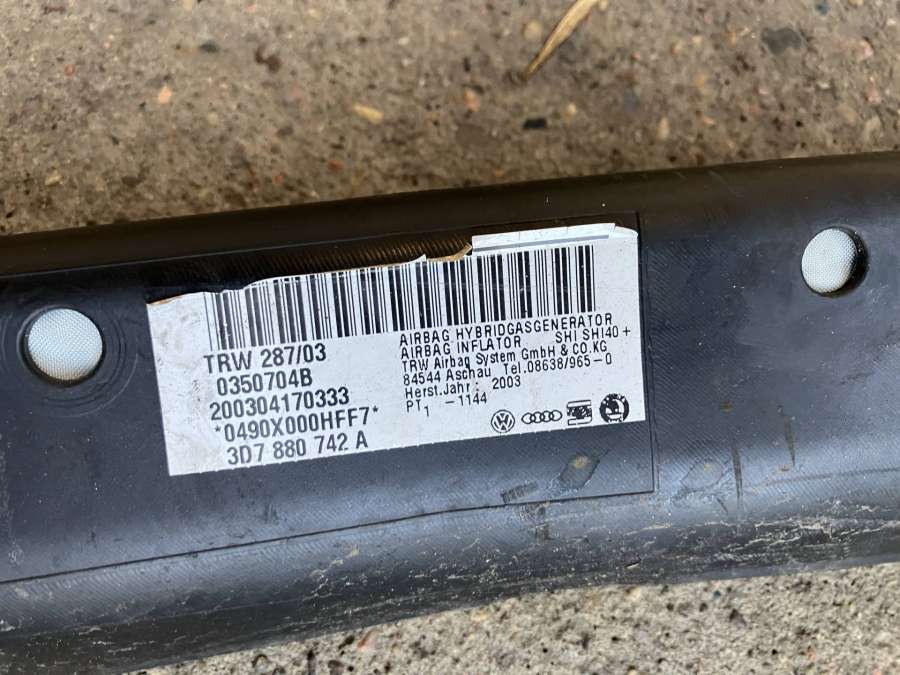 TRW 287/03
0350704B
200304170333
*0490X000HFF7*
3D7 880 742 A
AIRBAG HYBRIDGASGENERATOR
AIRBAG INFLATOR SHI SHI40 +
TRW Airbag System GmbH & CO.KG
84544 Aschau Tel.08638/965-0
Herst.Jahr: 2003
PT1 -1144